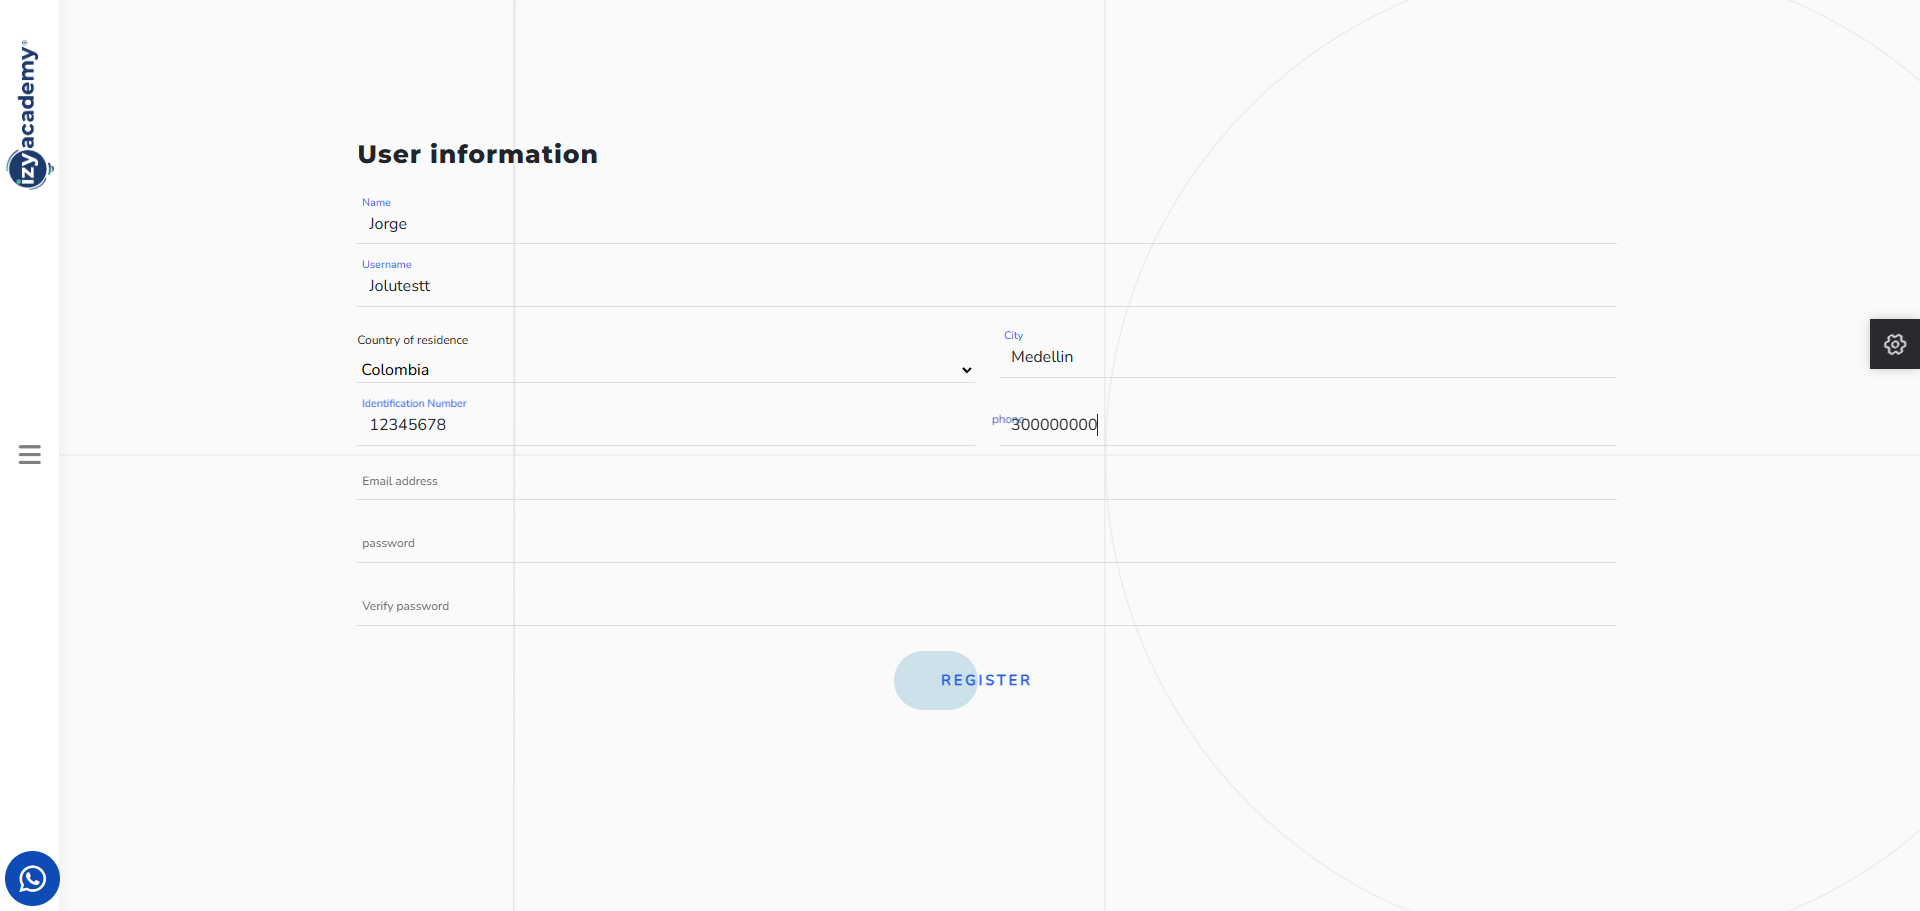 izyacademy®
User information
Name
Jorge
Username
Jolutestt
Country of residence
Colombia
City
Medellin
Identification Number
12345678
phone
300000000
Email address
password
Verify password
REGISTER